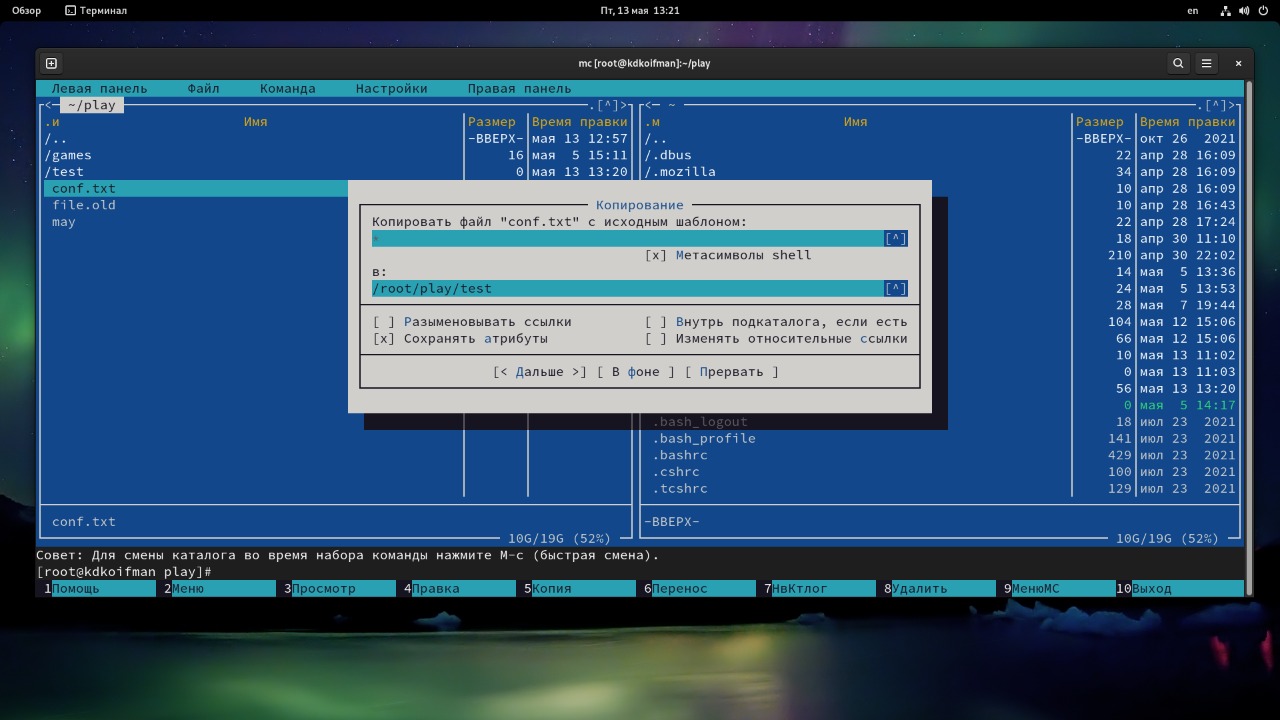 Обзор Терминал Пт, 13 мая 13:21 en
mc [root@kdkoifman]:~/play
Левая панель Файл Команда Настройки Правая панель
<─ ~/play .[^]> <─ ~ .[^]>
.и Имя Размер Время правки .м Имя Размер Время правки
/.. -ВВЕРХ- мая 13 12:57 /.. -ВВЕРХ- окт 26 2021
/games 16 мая 5 15:11 /.dbus 22 апр 28 16:09
/test 0 мая 13 13:20 /.mozilla 34 апр 28 16:09
conf.txt 10 апр 28 16:09
file.old Копирование 10 апр 28 16:43
may Копировать файл "conf.txt" с исходным шаблоном: 22 апр 28 17:24
* [^] 18 апр 30 11:10
[x] Метасимволы shell 210 апр 30 22:02
в: 14 мая 5 13:36
/root/play/test [^] 24 мая 5 13:53
28 мая 7 19:44
[ ] Разыменовывать ссылки [ ] Внутрь подкаталога, если есть 104 мая 12 15:06
[x] Сохранять атрибуты [ ] Изменять относительные ссылки 66 мая 12 15:06
10 мая 13 11:02
[< Дальше >] [ В фоне ] [ Прервать ] 0 мая 13 11:03
56 мая 13 13:20
0 мая 5 14:17
.bash_logout 18 июл 23 2021
.bash_profile 141 июл 23 2021
.bashrc 429 июл 23 2021
.cshrc 100 июл 23 2021
.tcshrc 129 июл 23 2021
conf.txt -ВВЕРХ-
10G/19G (52%) 10G/19G (52%)
Совет: Для смены каталога во время набора команды нажмите M-c (быстрая смена).
[root@kdkoifman play]#
1Помощь 2Меню 3Просмотр 4Правка 5Копия 6Перенос 7НвКтлог 8Удалить 9МенюMC 10Выход